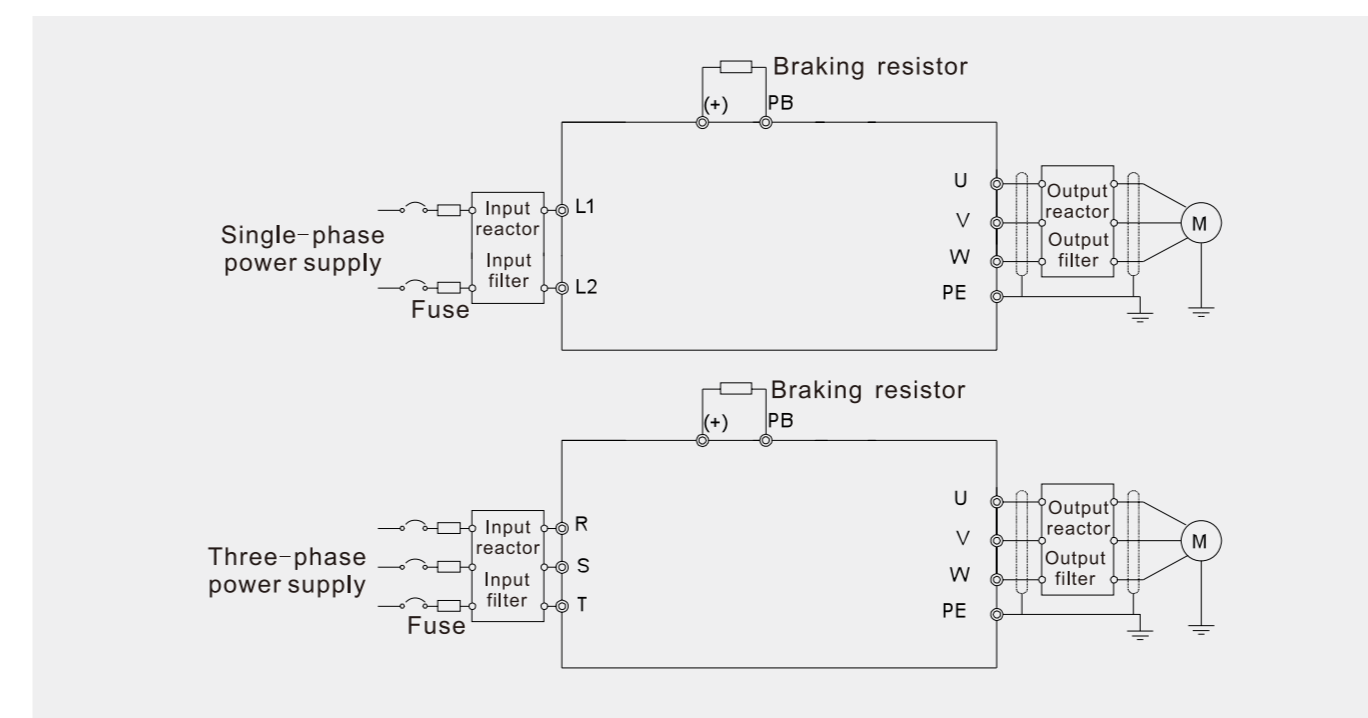 Braking resistor
(+) PB
U
Output
reactor
V
Output
filter
W
PE
M
Single-phase
power supply
Input
reactor
Input
filter
L1
L2
Fuse
Braking resistor
(+) PB
U
Output
reactor
V
Output
filter
W
PE
M
Three-phase
power supply
Input
reactor
Input
filter
R
S
T
Fuse